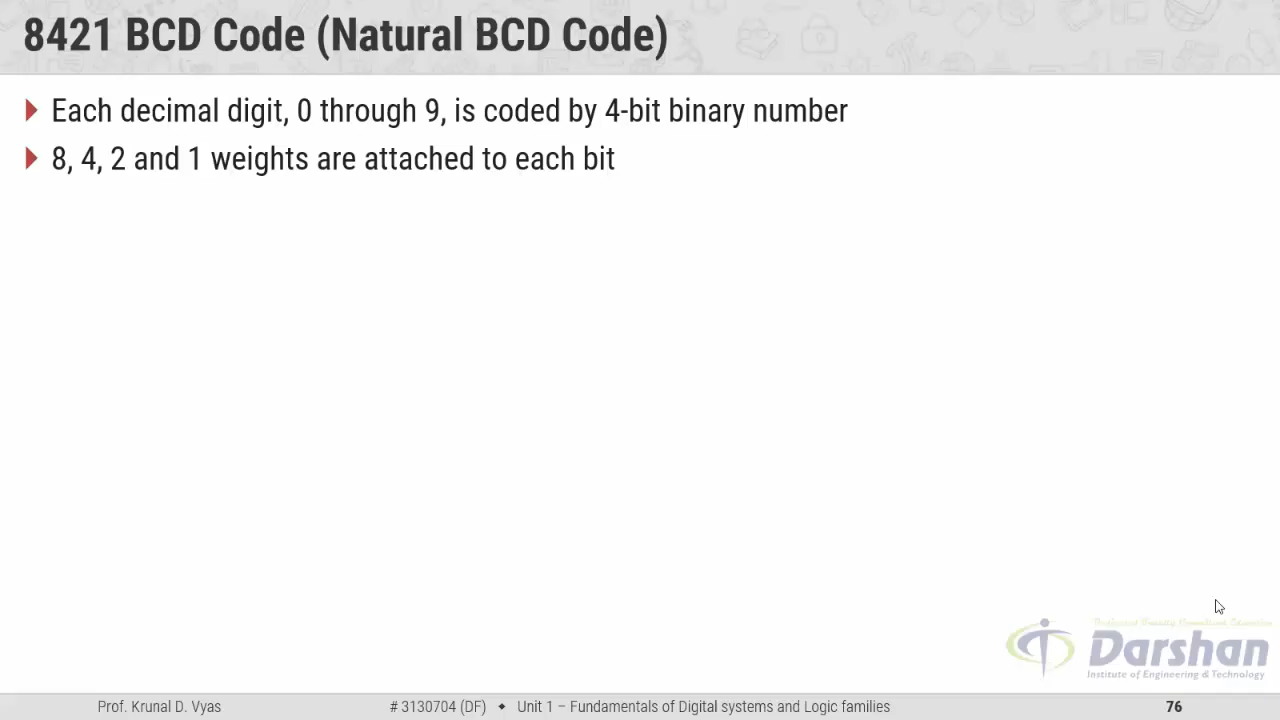 8421 BCD Code (Natural BCD Code)
Each decimal digit, 0 through 9, is coded by 4-bit binary number
8, 4, 2 and 1 weights are attached to each bit
Darshan
Institute of Engineering & Technology
Prof. Krunal D. Vyas # 3130704 (DF) ◆ Unit 1 – Fundamentals of Digital systems and Logic families 76